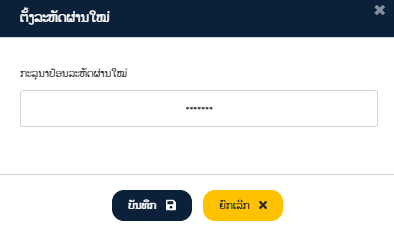 ຕັ້ງລະຫັດຜ່ານໃໝ່
ກະລຸນາປ້ອນລະຫັດຜ່ານໃໝ່
•••••••
ບັນທຶກ
ຍົກເລີກ